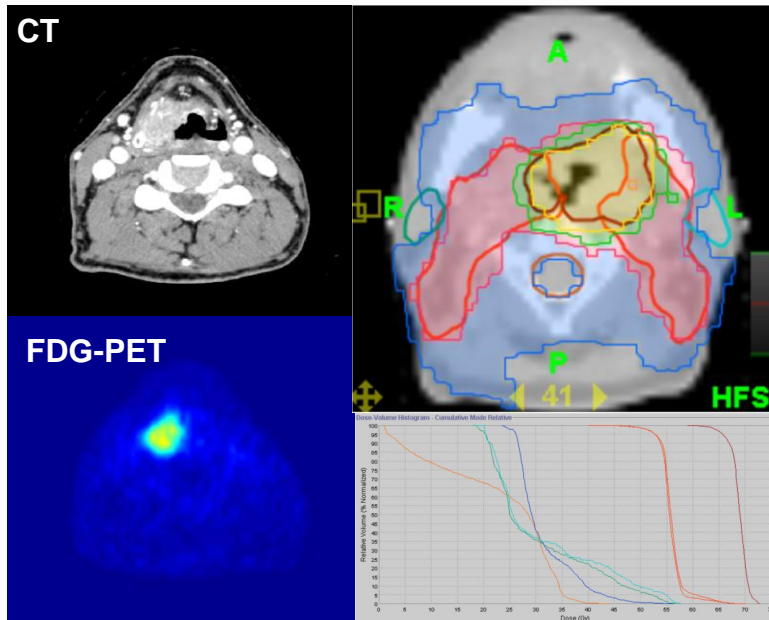 CT
A
R
L
P
41
HFS
FDG-PET
Dose-Volume Histogram - Cumulative Mode Relative
Relative Volume (% Normalized)
100
95
90
85
80
75
70
65
60
55
50
45
40
35
30
25
20
15
10
5
0
0 5 10 15 20 25 30 35 40 45 50 55 60 65 70
Dose (Gy)